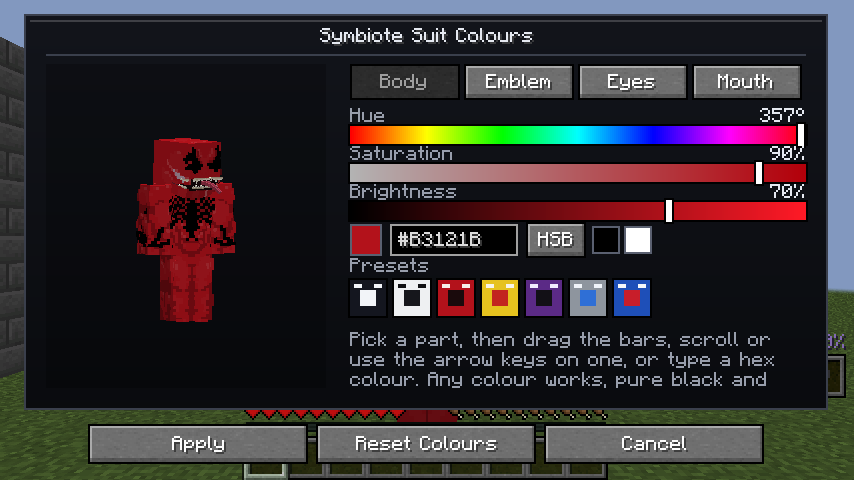 Symbiote Suit Colours
Body
Emblem
Eyes
Mouth
Hue
357°
Saturation
90%
Brightness
70%
#B3121B
HSB
Presets
Pick a part, then drag the bars, scroll or
use the arrow keys on one, or type a hex
colour. Any colour works, pure black and
Apply
Reset Colours
Cancel